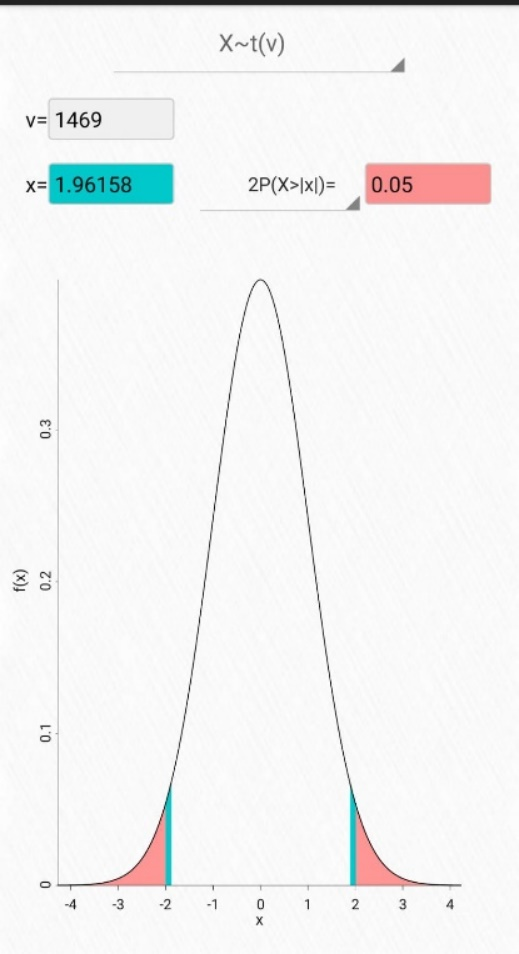 X~t(v)
v= 1469
x= 1.96158 2P(X>|x|)= 0.05
0.3
0.2
0.1
0
f(x)
-4 -3 -2 -1 0 1 2 3 4
x